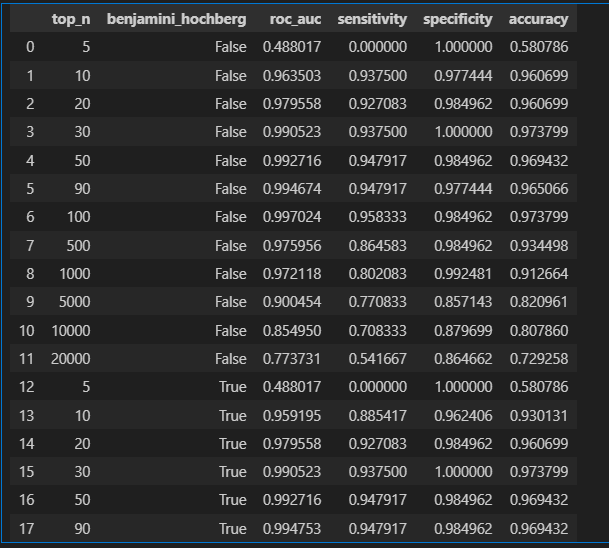 top_n benjamini_hochberg roc_auc sensitivity specificity accuracy
0 5 False 0.488017 0.000000 1.000000 0.580786
1 10 False 0.963503 0.937500 0.977444 0.960699
2 20 False 0.979558 0.927083 0.984962 0.960699
3 30 False 0.990523 0.937500 1.000000 0.973799
4 50 False 0.992716 0.947917 0.984962 0.969432
5 90 False 0.994674 0.947917 0.977444 0.965066
6 100 False 0.997024 0.958333 0.984962 0.973799
7 500 False 0.975956 0.864583 0.984962 0.934498
8 1000 False 0.972118 0.802083 0.992481 0.912664
9 5000 False 0.900454 0.770833 0.857143 0.820961
10 10000 False 0.854950 0.708333 0.879699 0.807860
11 20000 False 0.773731 0.541667 0.864662 0.729258
12 5 True 0.488017 0.000000 1.000000 0.580786
13 10 True 0.959195 0.885417 0.962406 0.930131
14 20 True 0.979558 0.927083 0.984962 0.960699
15 30 True 0.990523 0.937500 1.000000 0.973799
16 50 True 0.992716 0.947917 0.984962 0.969432
17 90 True 0.994753 0.947917 0.984962 0.969432